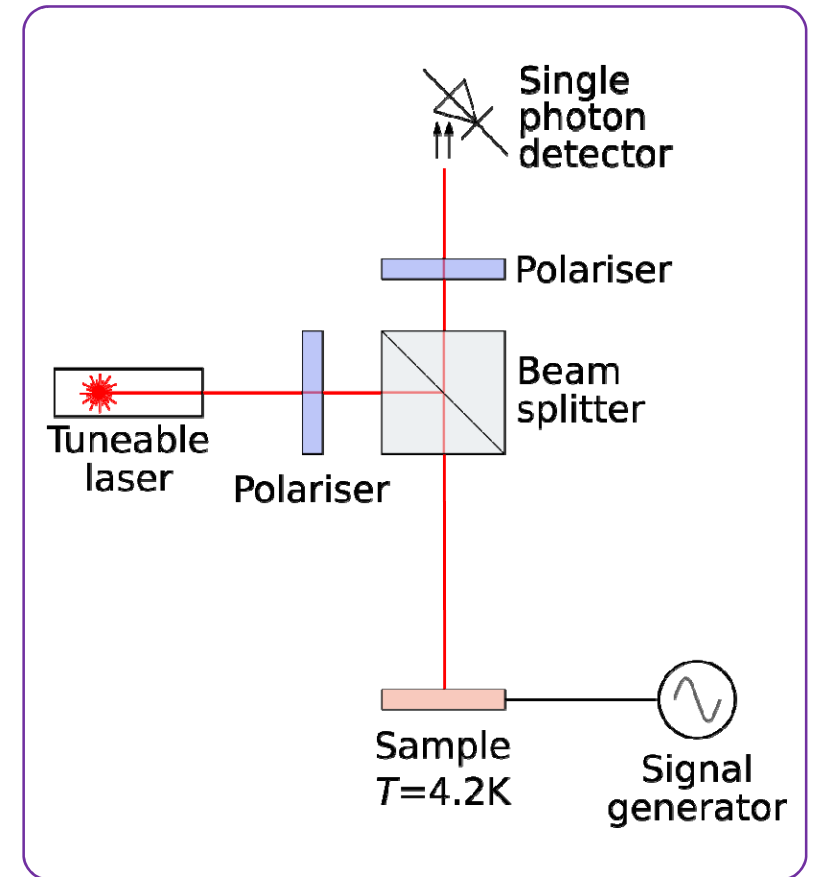 Single
photon
detector
Polariser
Beam
splitter
Tuneable
laser
Polariser
Sample
T=4.2K
Signal
generator